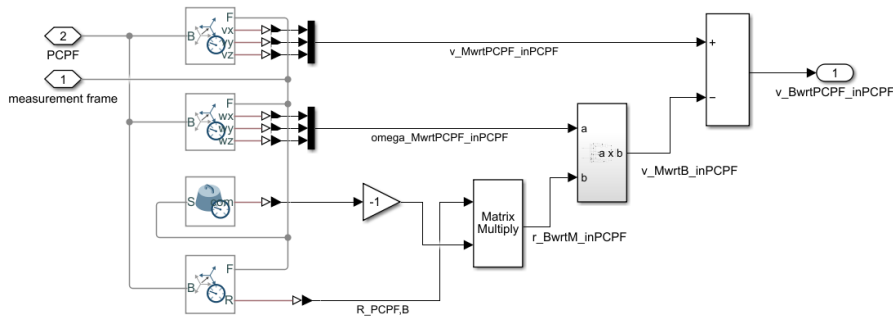 2
PCPF
1
measurement frame
B
F
vx
vy
vz
v_MwrtPCPF_inPCPF
+
−
1
v_BwrtPCPF_inPCPF
B
F
wx
wy
wz
omega_MwrtPCPF_inPCPF
a
a x b
b
v_MwrtB_inPCPF
S
com
-1
Matrix
Multiply
r_BwrtM_inPCPF
B
F
R
R_PCPF,B